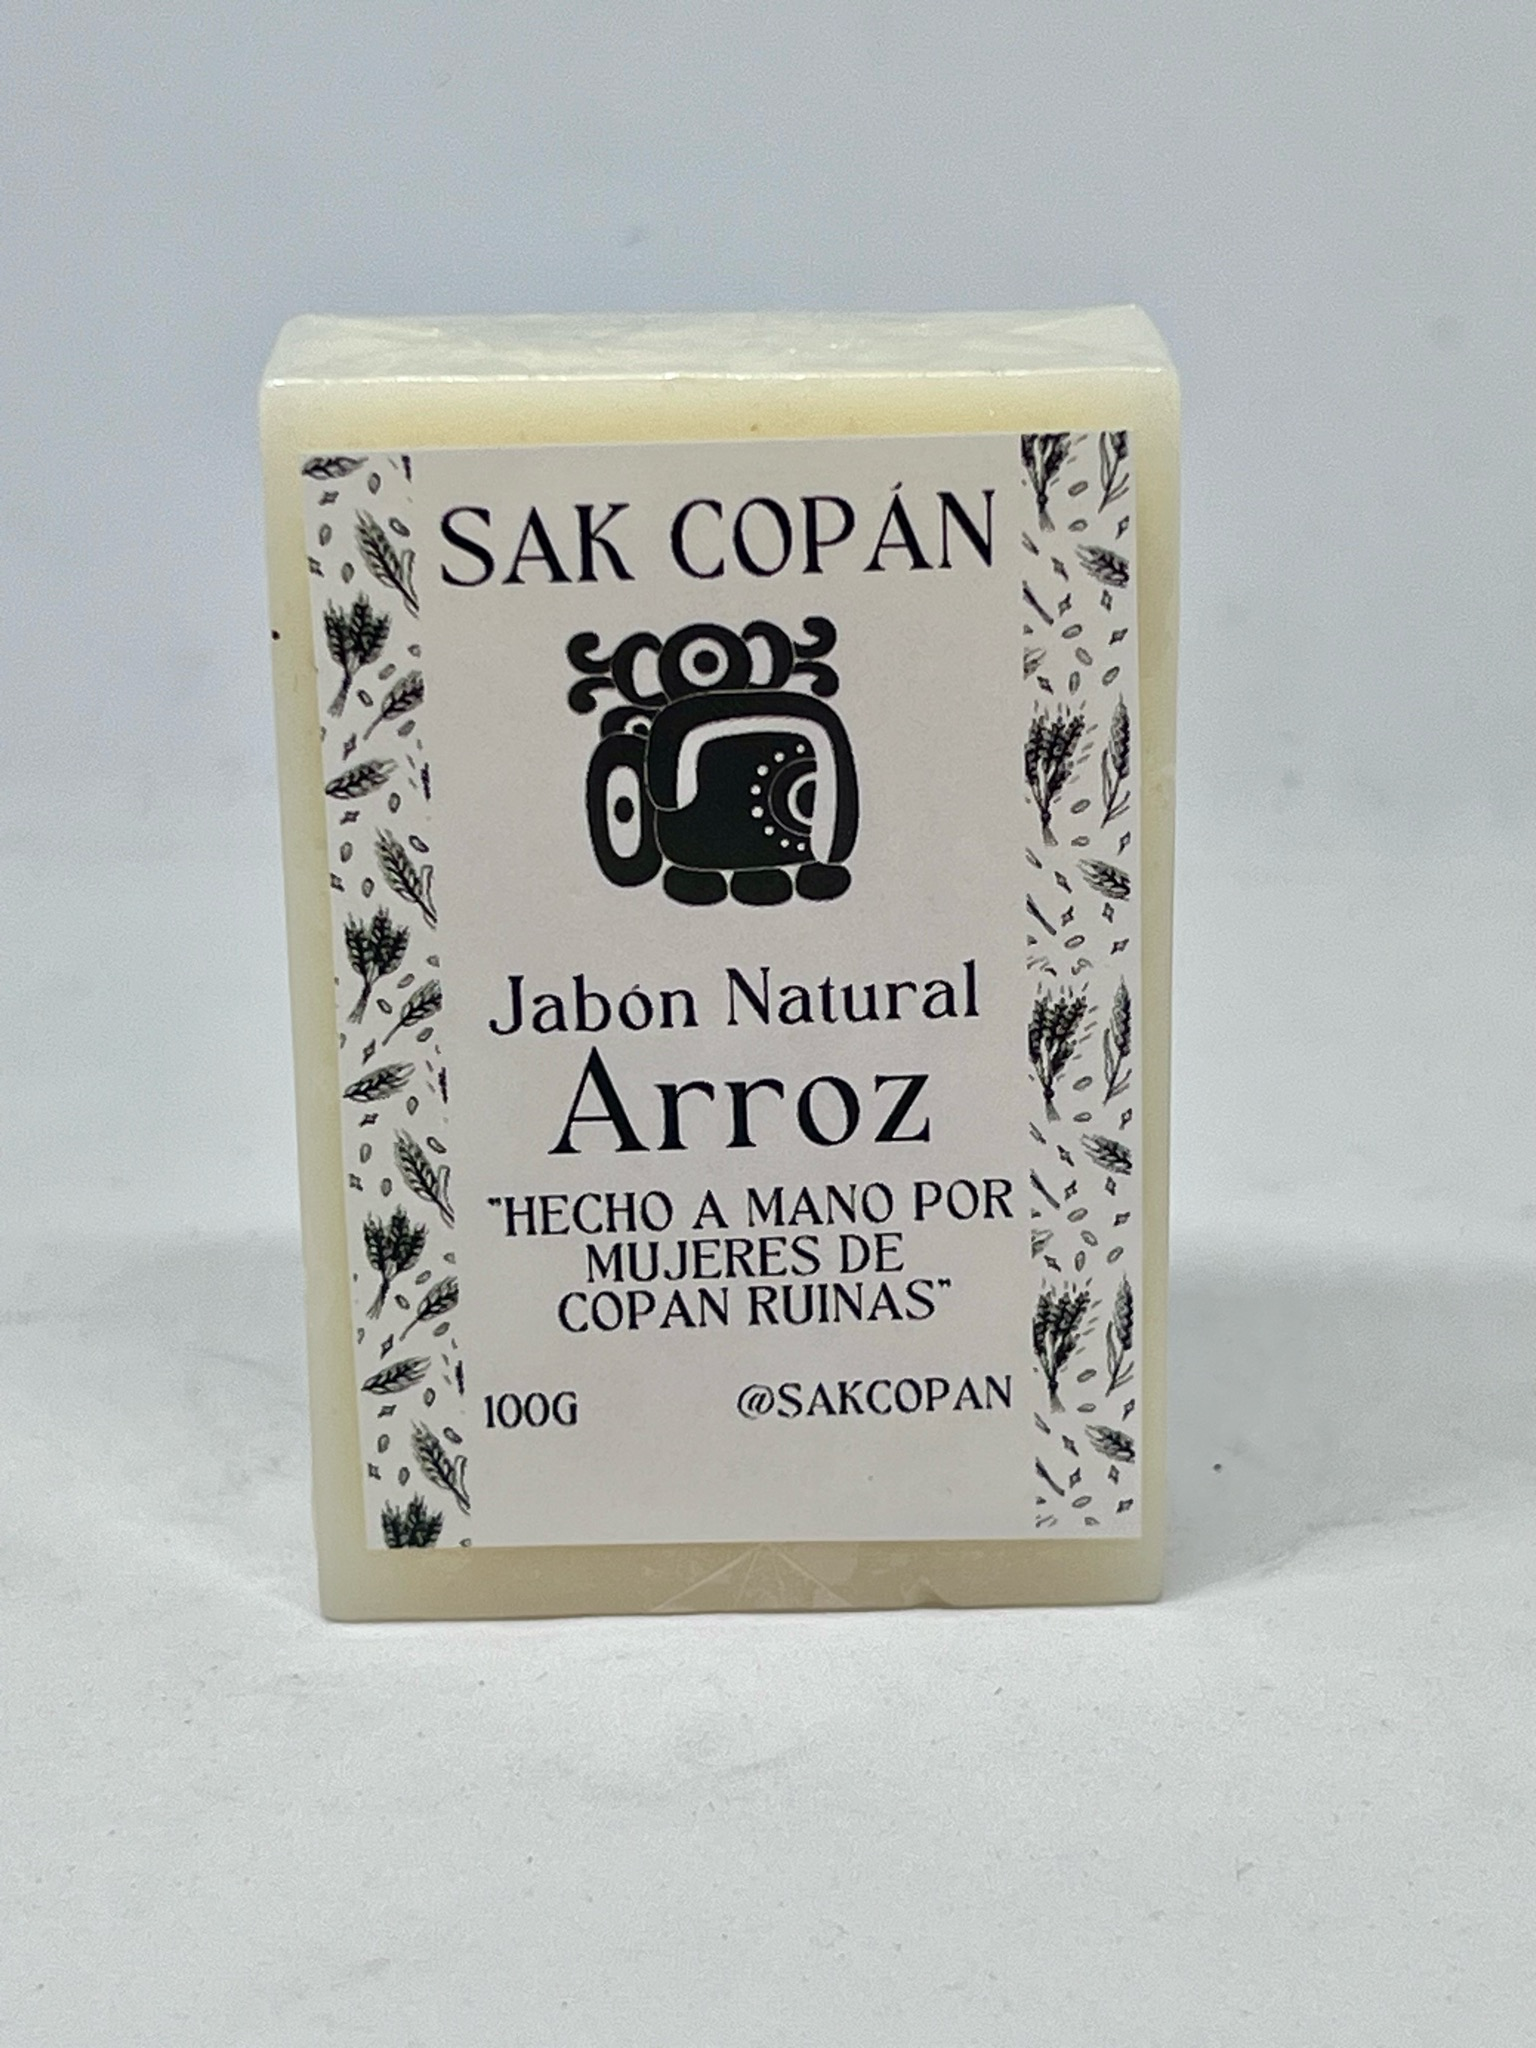 SAK COPÁN
Jabón Natural
Arroz
"HECHO A MANO POR
MUJERES DE
COPAN RUINAS"
100G @SAKCOPAN